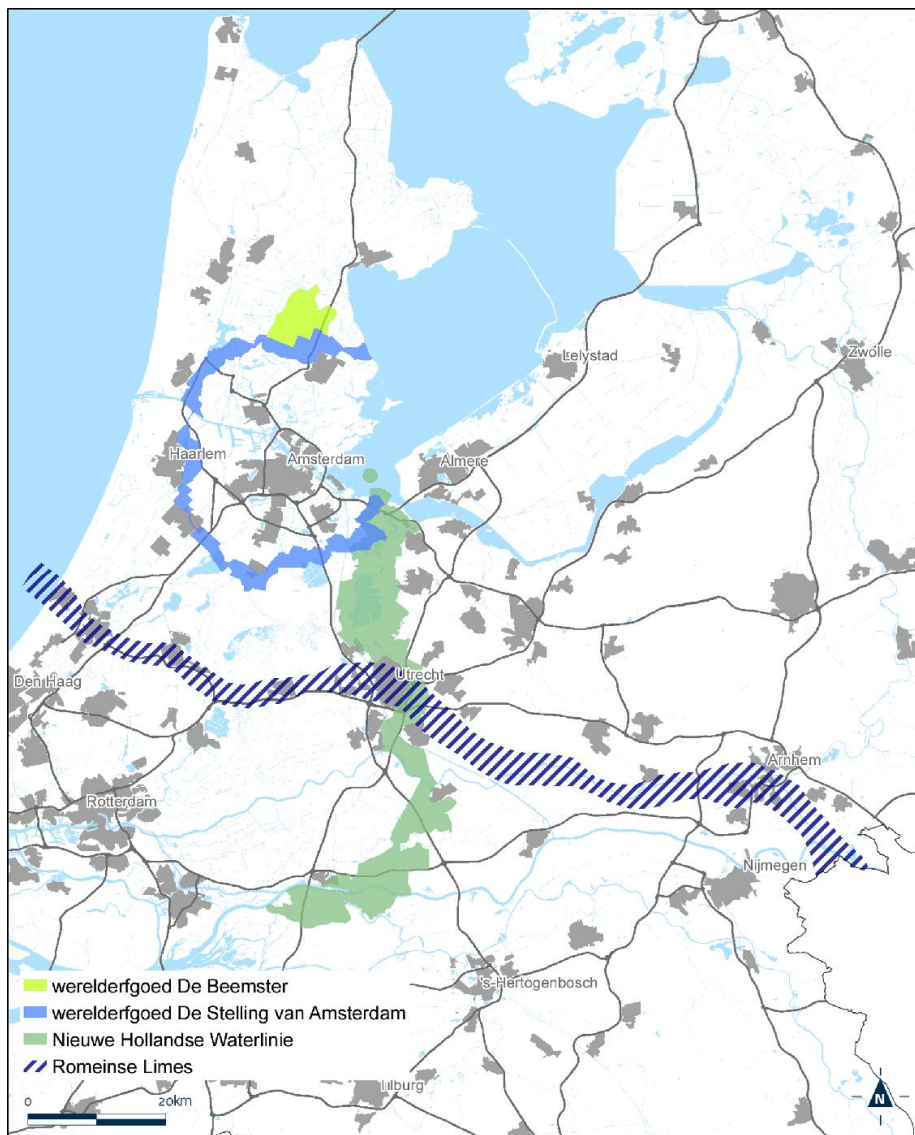 Lelystad
Zwolle
Haarlem
Amsterdam
Almere
Utrecht
Den Haag
Arnhem
Rotterdam
Nijmegen
's-Hertogenbosch
werelderfgoed De Beemster
werelderfgoed De Stelling van Amsterdam
Nieuwe Hollandse Waterlinie
Romeinse Limes
Tilburg
0 20km
N